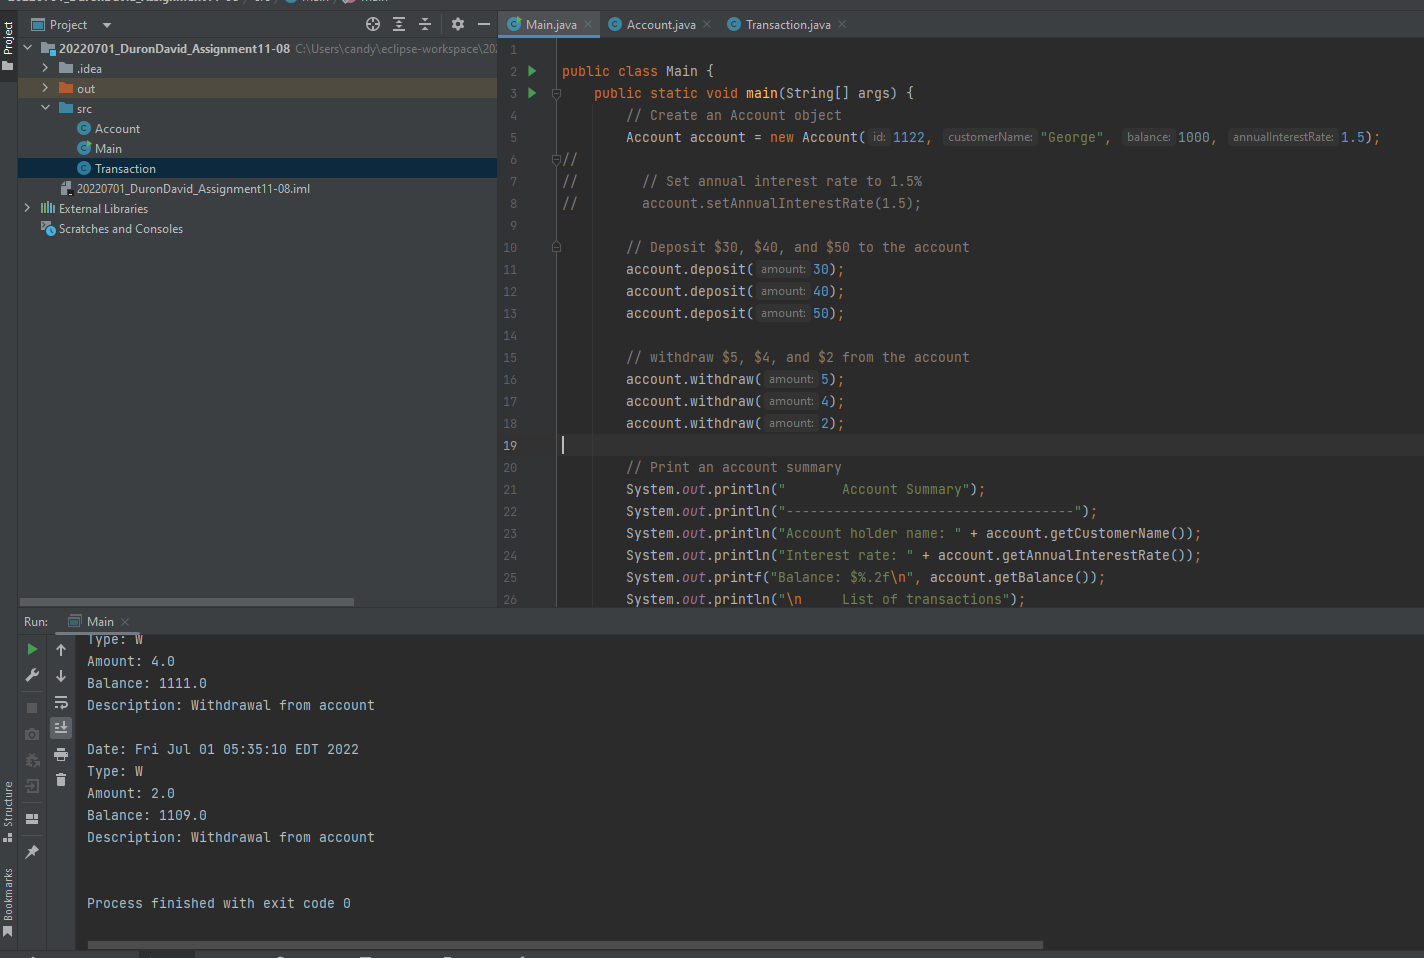 Project
Main.java
Account.java
Transaction.java
Project
20220701_DuronDavid_Assignment11-08 C:\Users\candy\eclipse-workspace\20
.idea
out
src
Account
Main
Transaction
20220701_DuronDavid_Assignment11-08.iml
External Libraries
Scratches and Consoles
1
2 public class Main {
3 public static void main(String[] args) {
4 // Create an Account object
5 Account account = new Account( id: 1122, customerName: "George", balance: 1000, annualInterestRate: 1.5);
6 //
7 // // Set annual interest rate to 1.5%
8 // account.setAnnualInterestRate(1.5);
9
10 // Deposit $30, $40, and $50 to the account
11 account.deposit( amount: 30);
12 account.deposit( amount: 40);
13 account.deposit( amount: 50);
14
15 // withdraw $5, $4, and $2 from the account
16 account.withdraw( amount: 5);
17 account.withdraw( amount: 4);
18 account.withdraw( amount: 2);
19
20 // Print an account summary
21 System.out.println("       Account Summary");
22 System.out.println("------------------------------------");
23 System.out.println("Account holder name: " + account.getCustomerName());
24 System.out.println("Interest rate: " + account.getAnnualInterestRate());
25 System.out.printf("Balance: $%.2f\n", account.getBalance());
26 System.out.println("\n     List of transactions");
Run: Main
Type: W
Amount: 4.0
Balance: 1111.0
Description: Withdrawal from account
Date: Fri Jul 01 05:35:10 EDT 2022
Type: W
Amount: 2.0
Balance: 1109.0
Description: Withdrawal from account
Process finished with exit code 0
Structure
Bookmarks